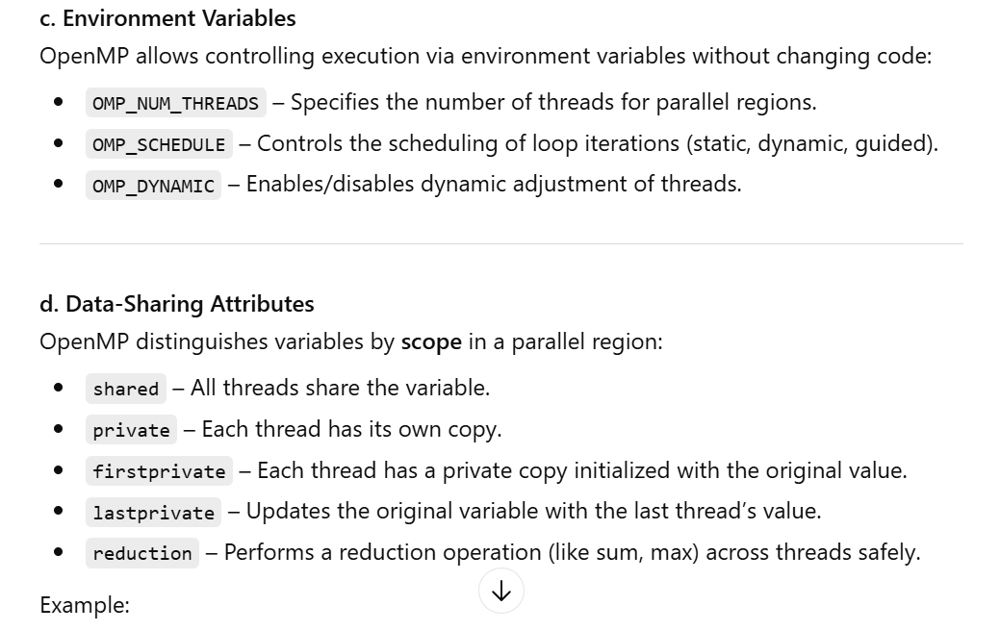 c. Environment Variables
OpenMP allows controlling execution via environment variables without changing code:
• OMP_NUM_THREADS – Specifies the number of threads for parallel regions.
• OMP_SCHEDULE – Controls the scheduling of loop iterations (static, dynamic, guided).
• OMP_DYNAMIC – Enables/disables dynamic adjustment of threads.
d. Data-Sharing Attributes
OpenMP distinguishes variables by scope in a parallel region:
• shared – All threads share the variable.
• private – Each thread has its own copy.
• firstprivate – Each thread has a private copy initialized with the original value.
• lastprivate – Updates the original variable with the last thread’s value.
• reduction – Performs a reduction operation (like sum, max) across threads safely.
Example: